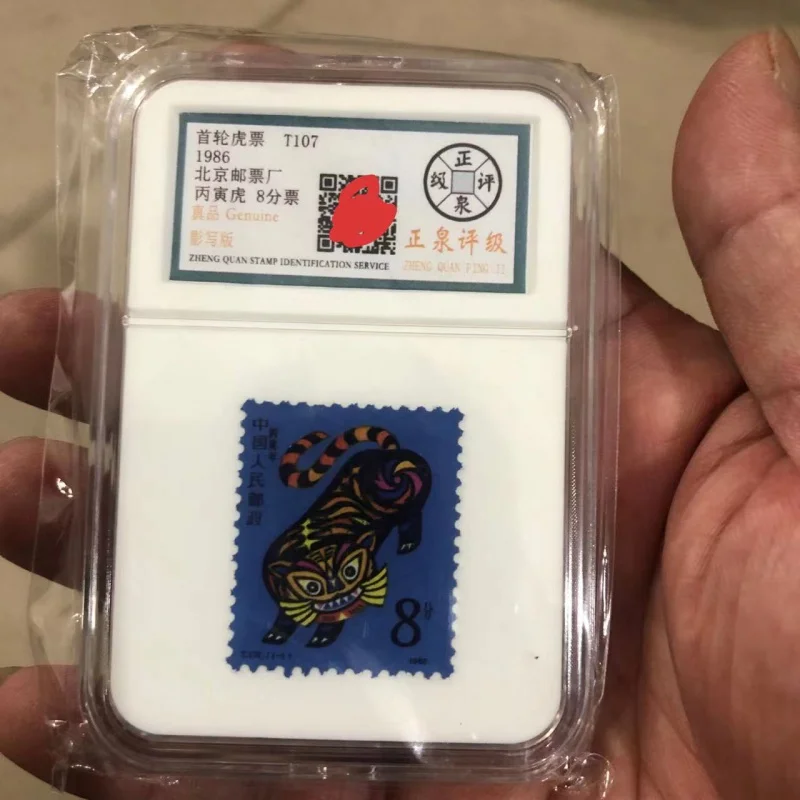 首轮虎票 T107
1986
北京邮票厂
丙寅虎 8分票
真品 Genuine
影写版
ZHENG QUAN STAMP IDENTIFICATION SERVICE
正
级 评
泉
正泉评级
ZHENG QUAN PING JI
中国人民邮政
丙寅年
8分
1986